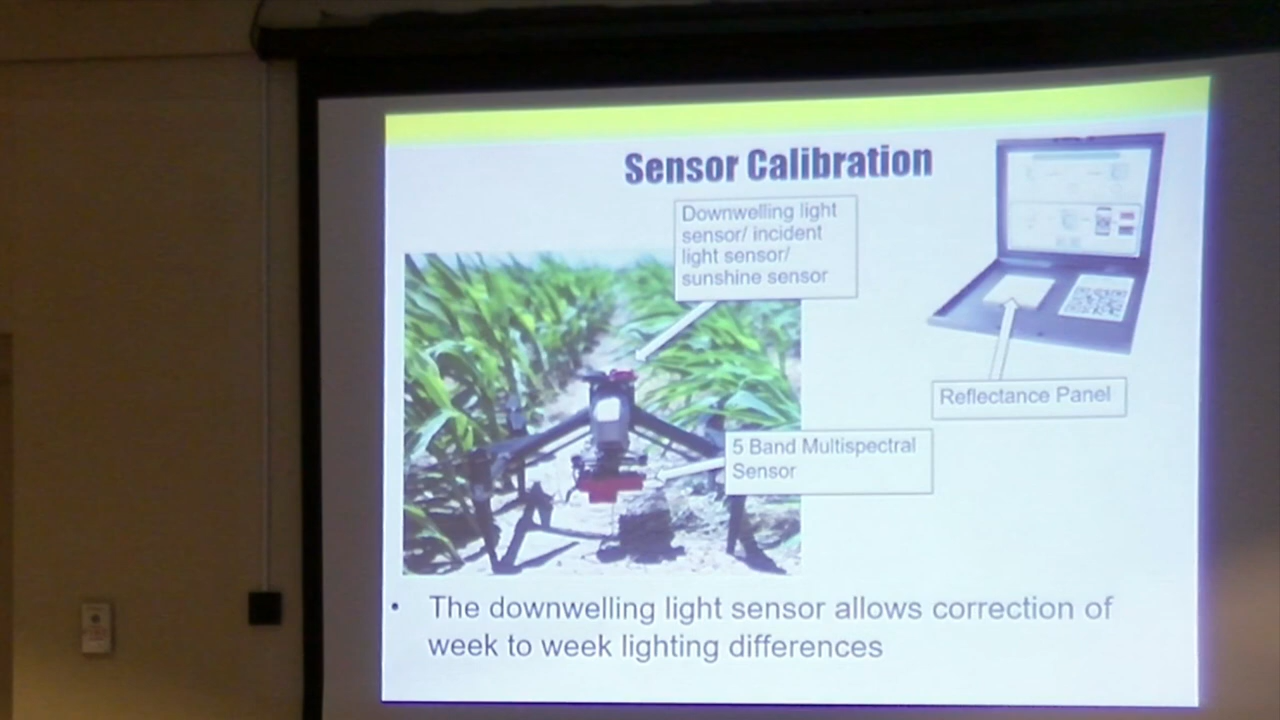 Sensor Calibration
Downwelling light
sensor/ incident
light sensor/
sunshine sensor
Reflectance Panel
5 Band Multispectral
Sensor
• The downwelling light sensor allows correction of
week to week lighting differences